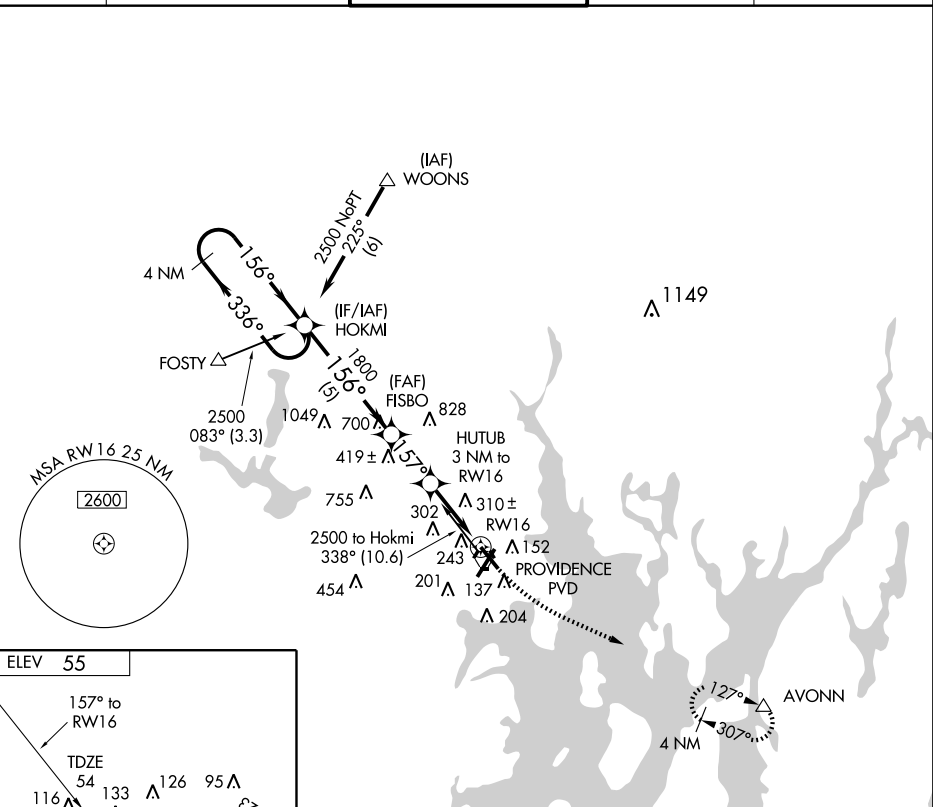 (IAF)
WOONS
2500 NoPT
225°
(6)
4 NM
156°
336°
(IF/IAF)
HOKMI
1149
FOSTY
1800
156°
(5)
2500
083° (3.3)
(FAF)
FISBO
1049
700
828
HUTUB
3 NM to
RW16
419 ±
157°
MSA RW16 25 NM
2600
755
310 ±
302
RW16
2500 to Hokmi
338° (10.6)
243
152
PROVIDENCE
PVD
454
201
137
204
ELEV 55
157° to
RW16
127°
AVONN
307°
4 NM
TDZE
54
116
133
126
95